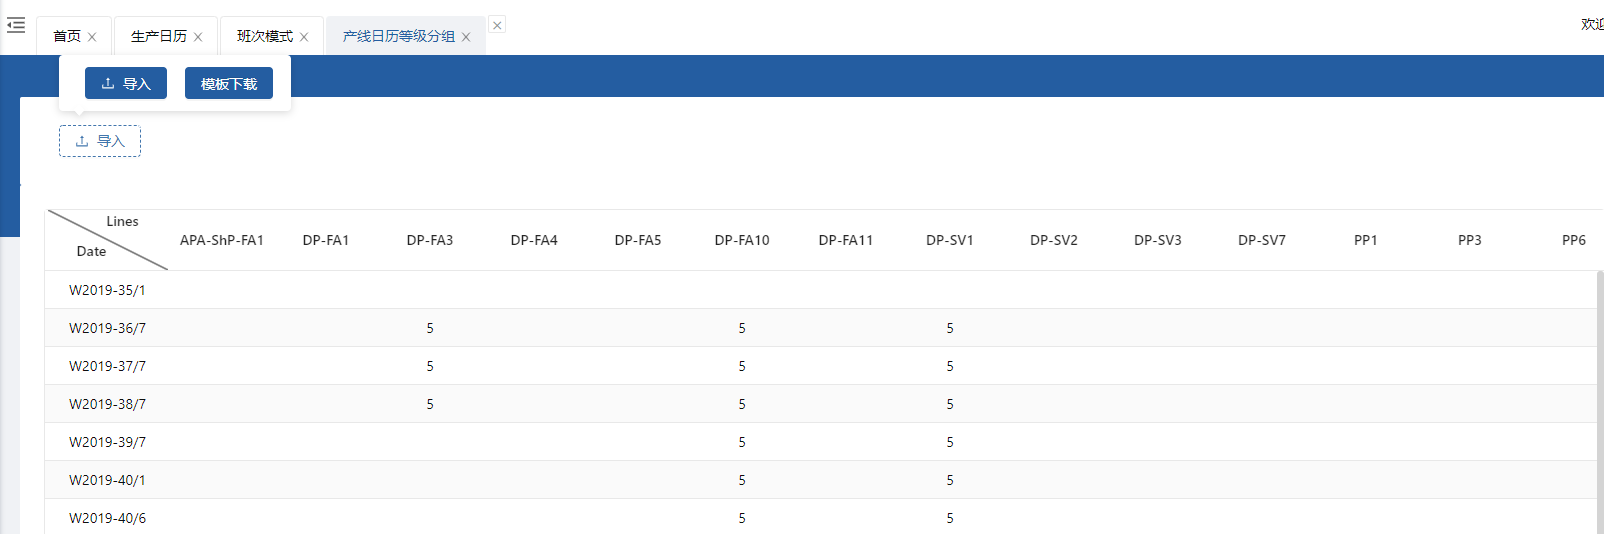 首页 生产日历 班次模式 产线日历等级分组
导入 模板下载
导入
Lines
Date APA-ShP-FA1 DP-FA1 DP-FA3 DP-FA4 DP-FA5 DP-FA10 DP-FA11 DP-SV1 DP-SV2 DP-SV3 DP-SV7 PP1 PP3 PP6
W2019-35/1
W2019-36/7 5 5 5
W2019-37/7 5 5 5
W2019-38/7 5 5 5
W2019-39/7 5 5
W2019-40/1 5 5
W2019-40/6 5 5